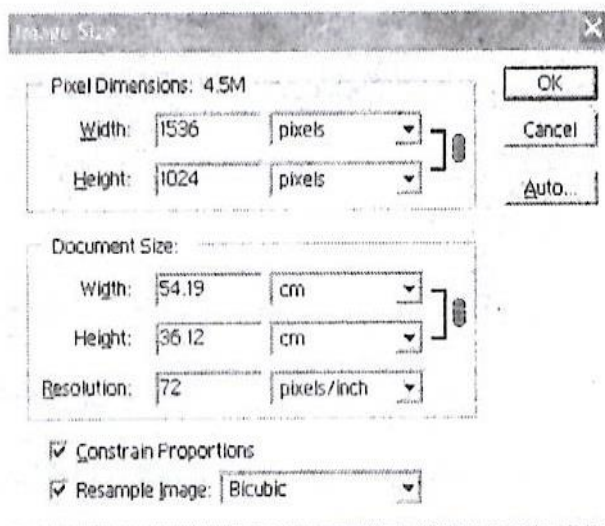 Image Size
Pixel Dimensions: 4.5M
OK
Width: 1536 pixels
Cancel
Height: 1024 pixels
Auto...
Document Size:
Width: 54.19 cm
Height: 36.12 cm
Resolution: 72 pixels/inch
Constrain Proportions
Resample Image: Bicubic